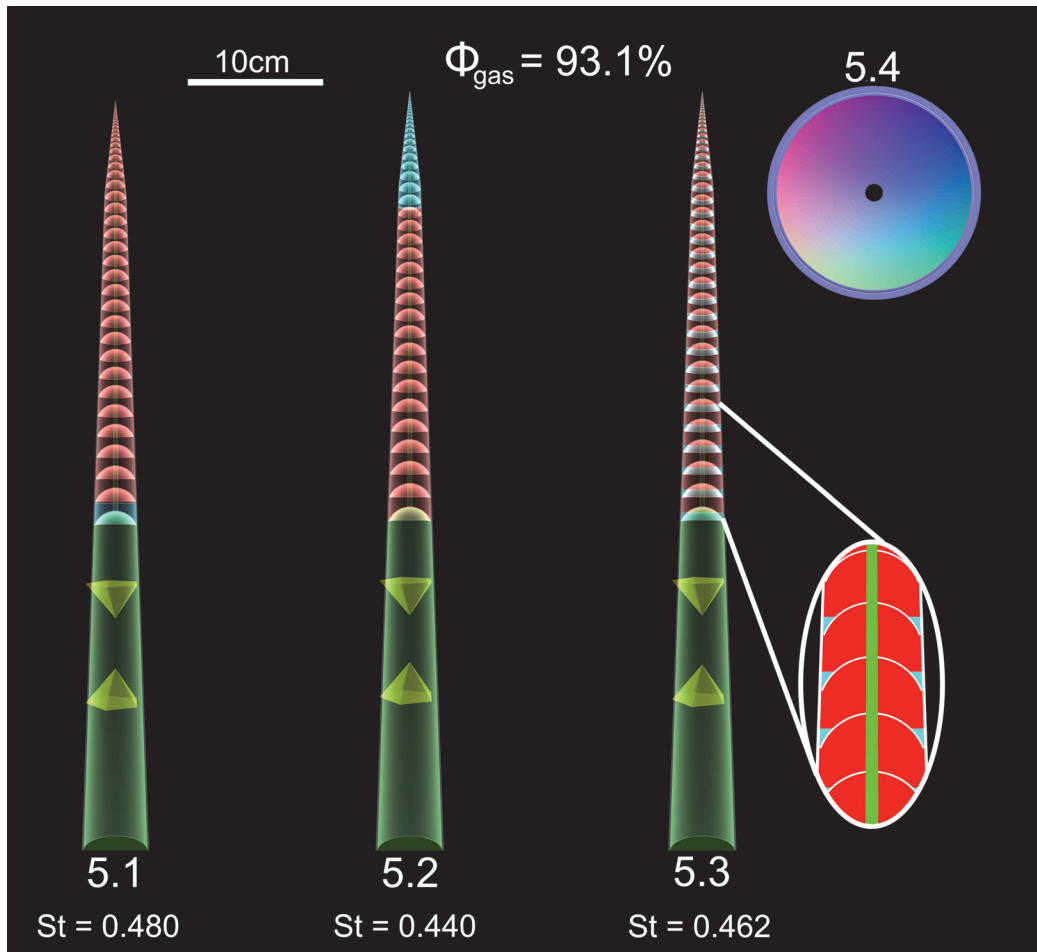 10cm
Φgas = 93.1%
5.4
5.1
5.2
5.3
St = 0.480
St = 0.440
St = 0.462